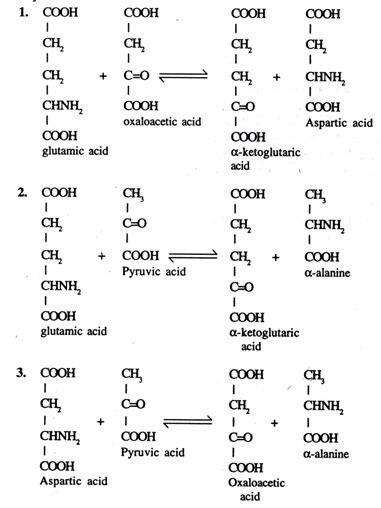 1. COOH COOH COOH COOH
CH₂ CH₂ CH₂ CH₂
CH₂ + C=O ⇌ CH₂ + CHNH₂
CHNH₂ COOH C=O COOH
oxaloacetic acid Aspartic acid
COOH COOH
glutamic acid α-ketoglutaric
acid
2. COOH CH₃ COOH CH₃
CH₂ C=O CH₂ CHNH₂
CH₂ + COOH ⇌ CH₂ + COOH
Pyruvic acid α-alanine
CHNH₂ C=O
COOH COOH
glutamic acid α-ketoglutaric
acid
3. COOH CH₃ COOH CH₃
CH₂ C=O CH₂ CHNH₂
+ ⇌ +
CHNH₂ COOH C=O COOH
Pyruvic acid α-alanine
COOH COOH
Aspartic acid Oxaloacetic
acid